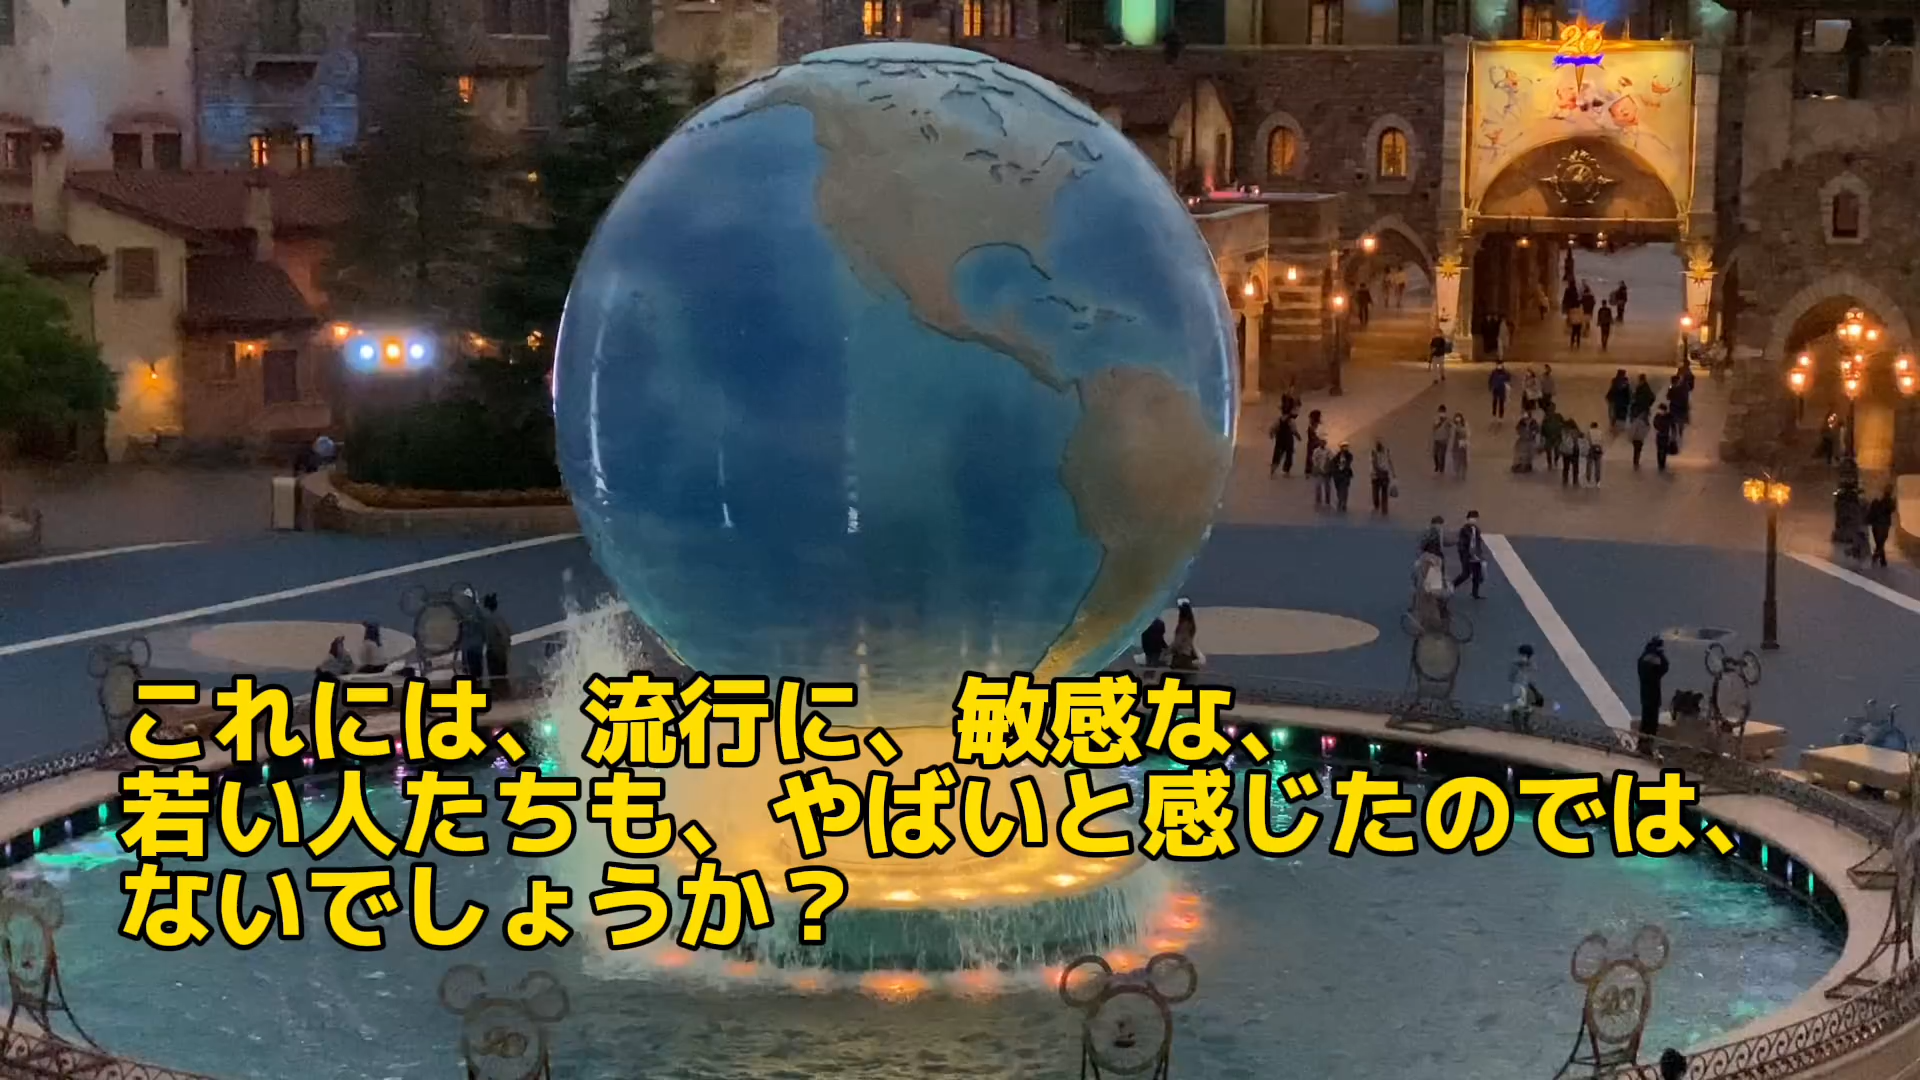 20
これには、流行に、敏感な、
若い人たちも、やばいと感じたのでは、
ないでしょうか？